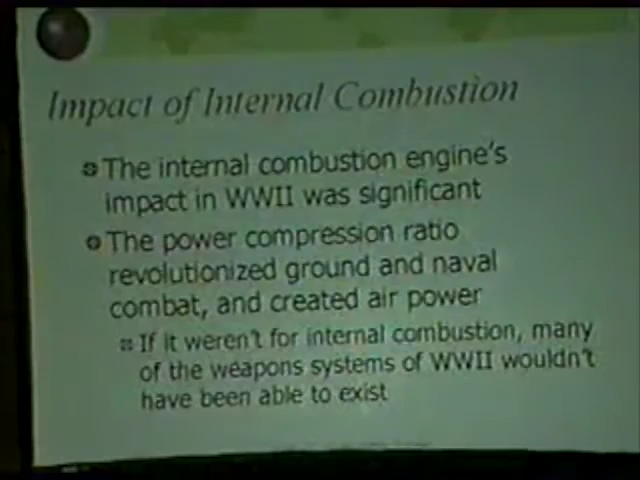 Impact of Internal Combustion
The internal combustion engine's
impact in WWII was significant
The power compression ratio
revolutionized ground and naval
combat, and created air power
If it weren't for internal combustion, many
of the weapons systems of WWII wouldn't
have been able to exist